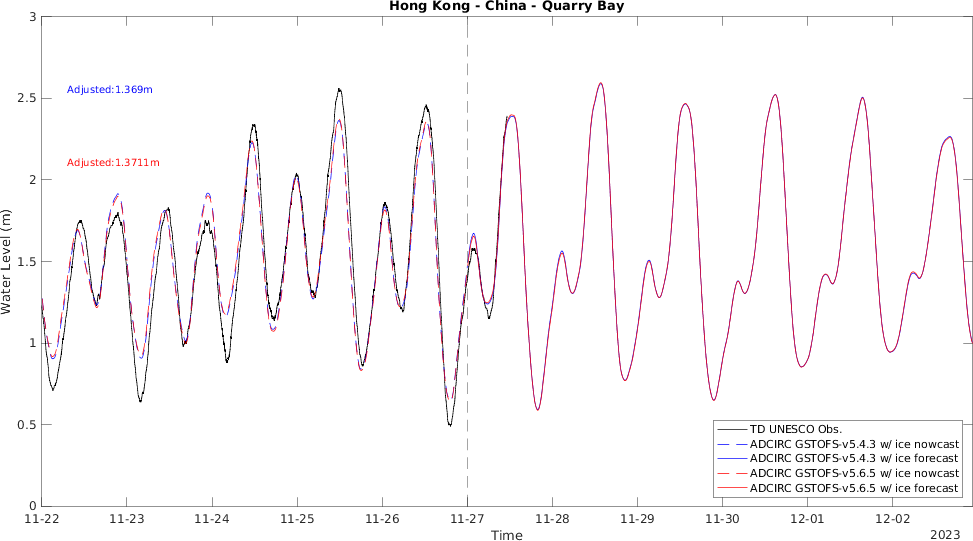 Hong Kong - China - Quarry Bay
3
2.5
2
1.5
1
0.5
0
Water Level (m)
Adjusted:1.369m
Adjusted:1.3711m
TD UNESCO Obs.
ADCIRC GSTOFS-v5.4.3 w/ ice nowcast
ADCIRC GSTOFS-v5.4.3 w/ ice forecast
ADCIRC GSTOFS-v5.6.5 w/ ice nowcast
ADCIRC GSTOFS-v5.6.5 w/ ice forecast
11-22 11-23 11-24 11-25 11-26 11-27 11-28 11-29 11-30 12-01 12-02
Time
2023